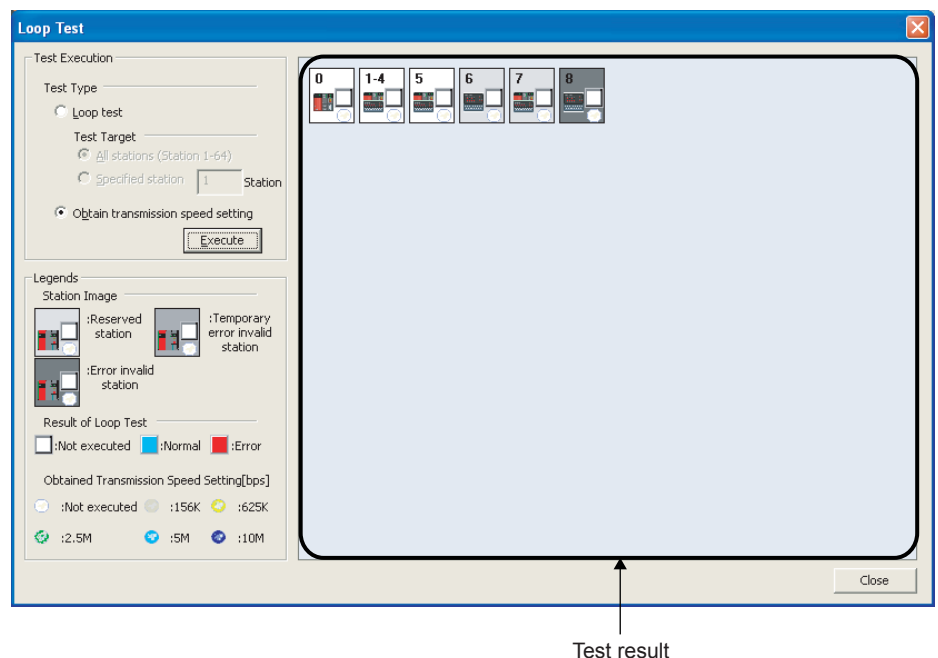 Loop Test
Test Execution
Test Type
Loop test
Test Target
All stations (Station 1-64)
Specified station 1 Station
Obtain transmission speed setting
Execute
Legends
Station Image
:Reserved
station
:Temporary
error invalid
station
:Error invalid
station
Result of Loop Test
:Not executed :Normal :Error
Obtained Transmission Speed Setting[bps]
:Not executed :156K :625K
:2.5M :5M :10M
0 1-4 5 6 7 8
Close
Test result